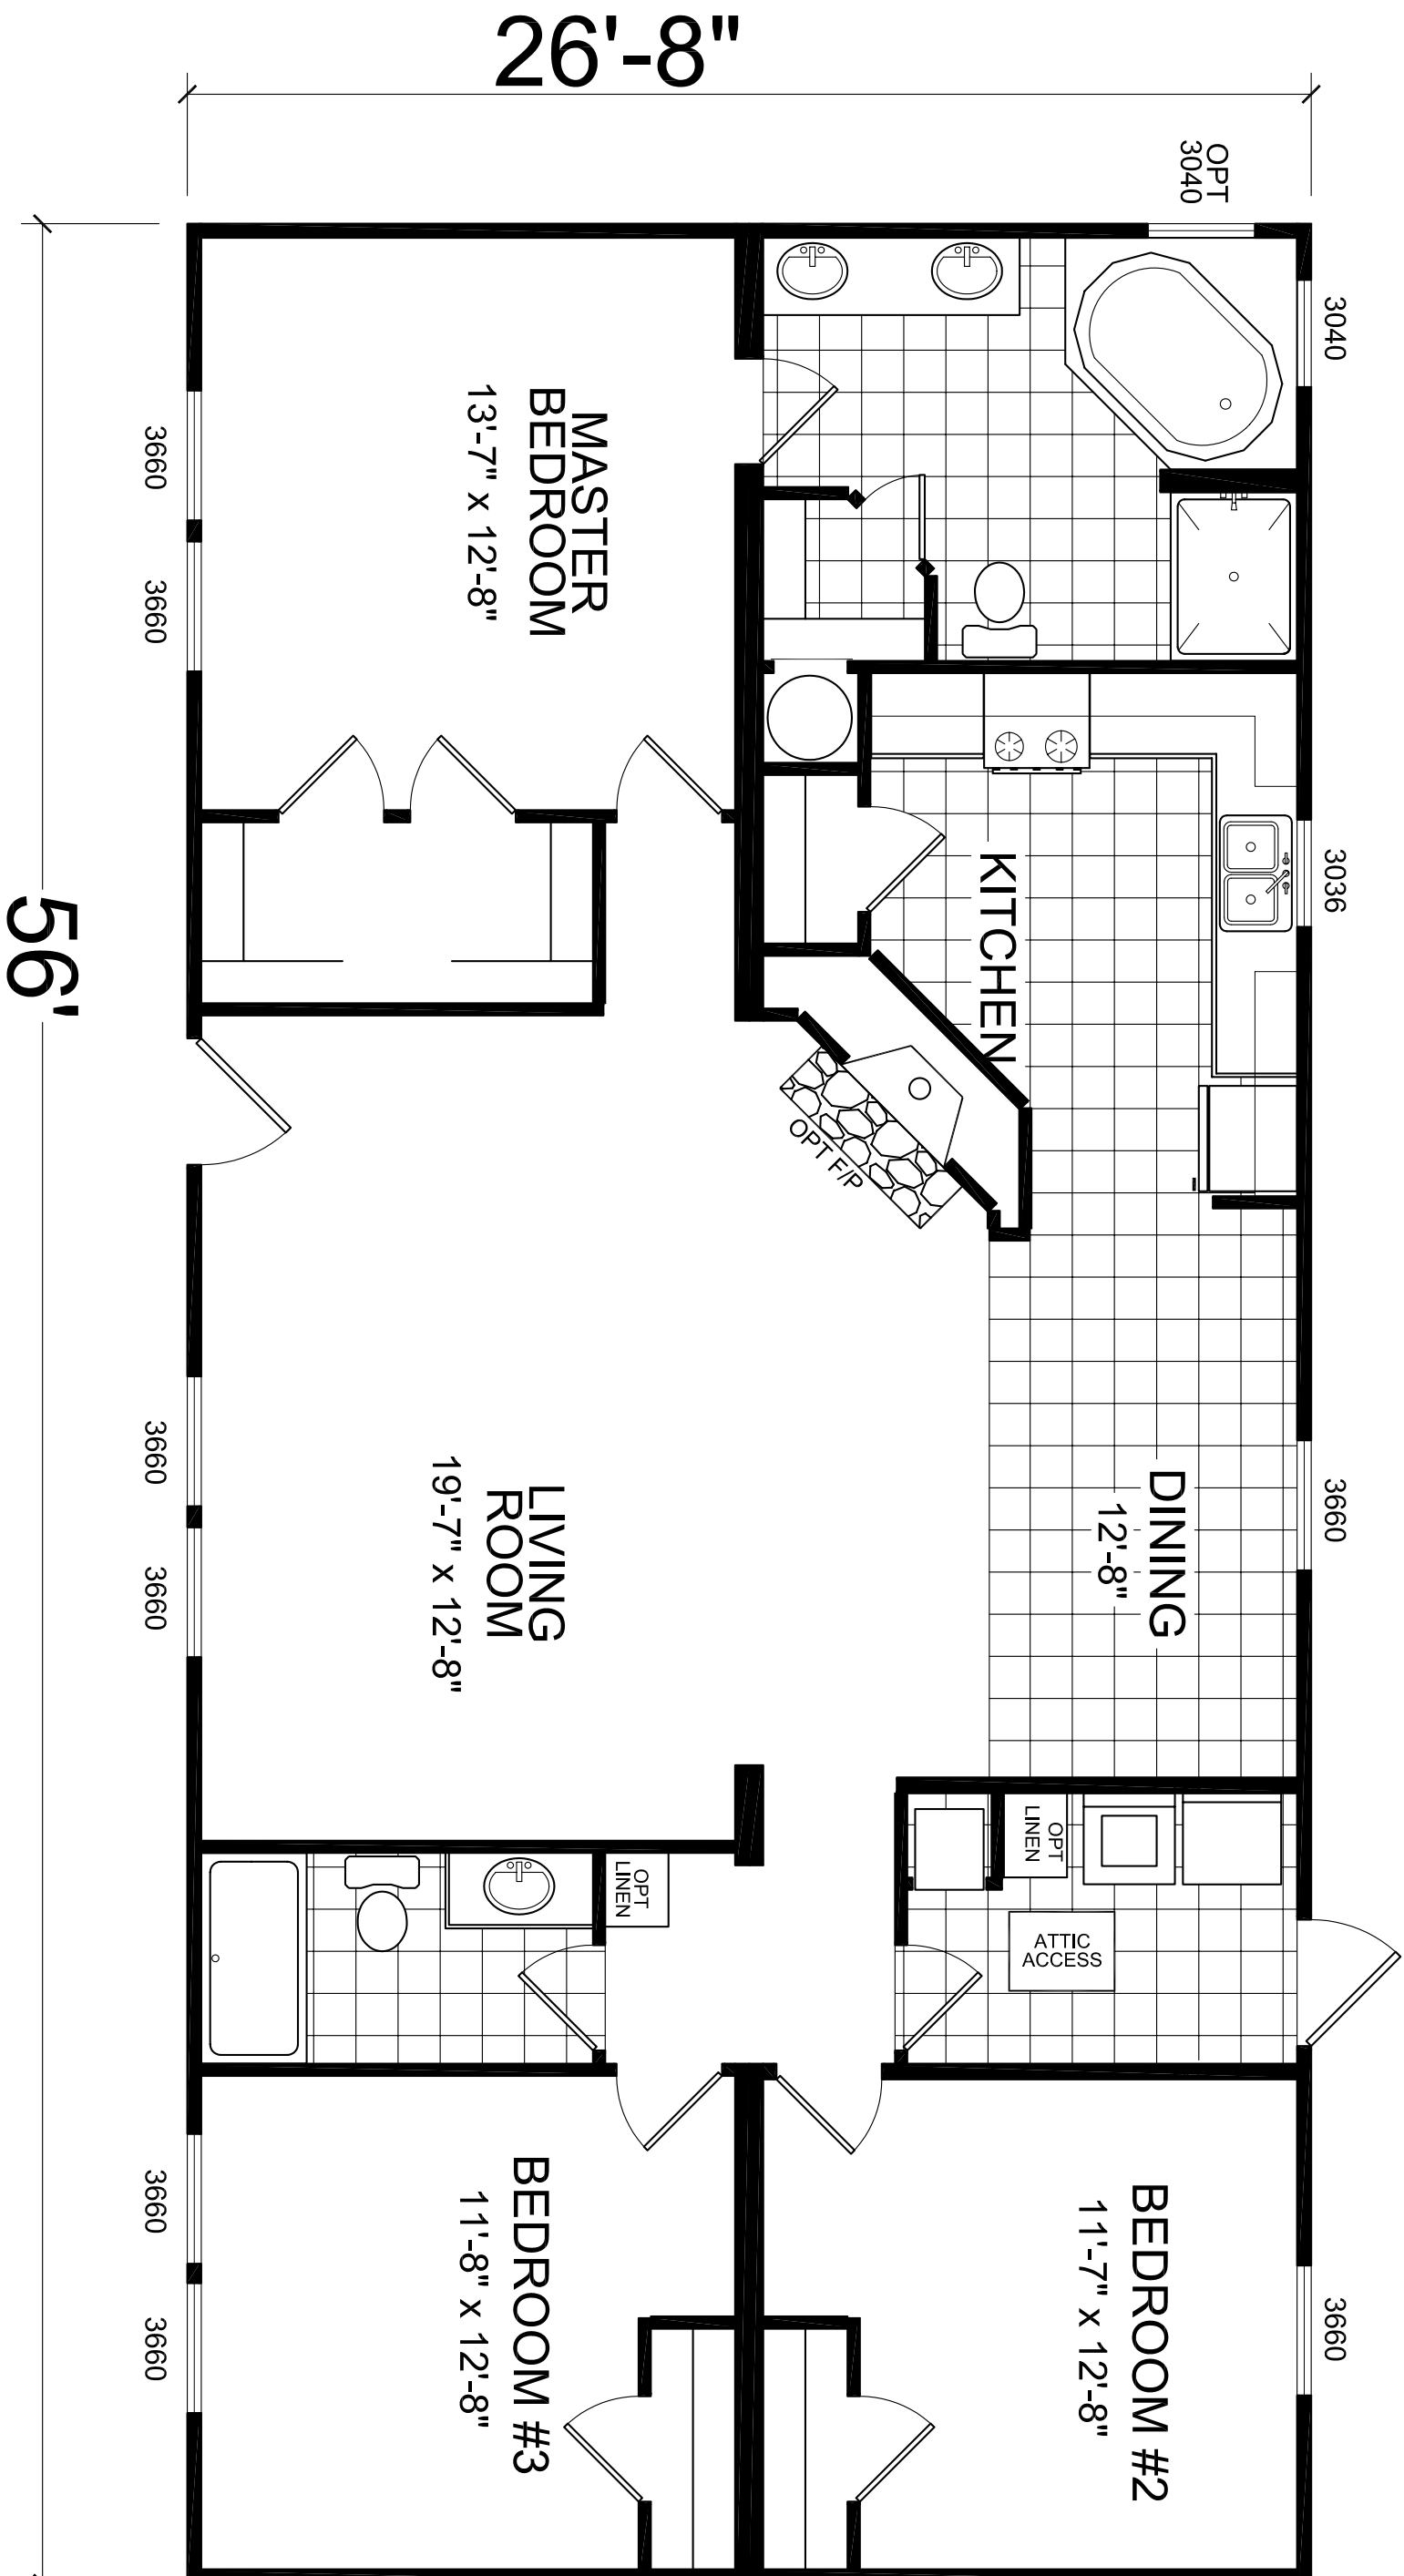 26'-8"
56'
OPT
3040
3040
3036
3660
3660
3660
3660
3660
3660
3660
3660
MASTER
BEDROOM
13'-7" x 12'-8"
KITCHEN
OPT F/P
DINING
12'-8"
LIVING
ROOM
19'-7" x 12'-8"
OPT
LINEN
OPT
LINEN
ATTIC
ACCESS
BEDROOM #2
11'-7" x 12'-8"
BEDROOM #3
11'-8" x 12'-8"